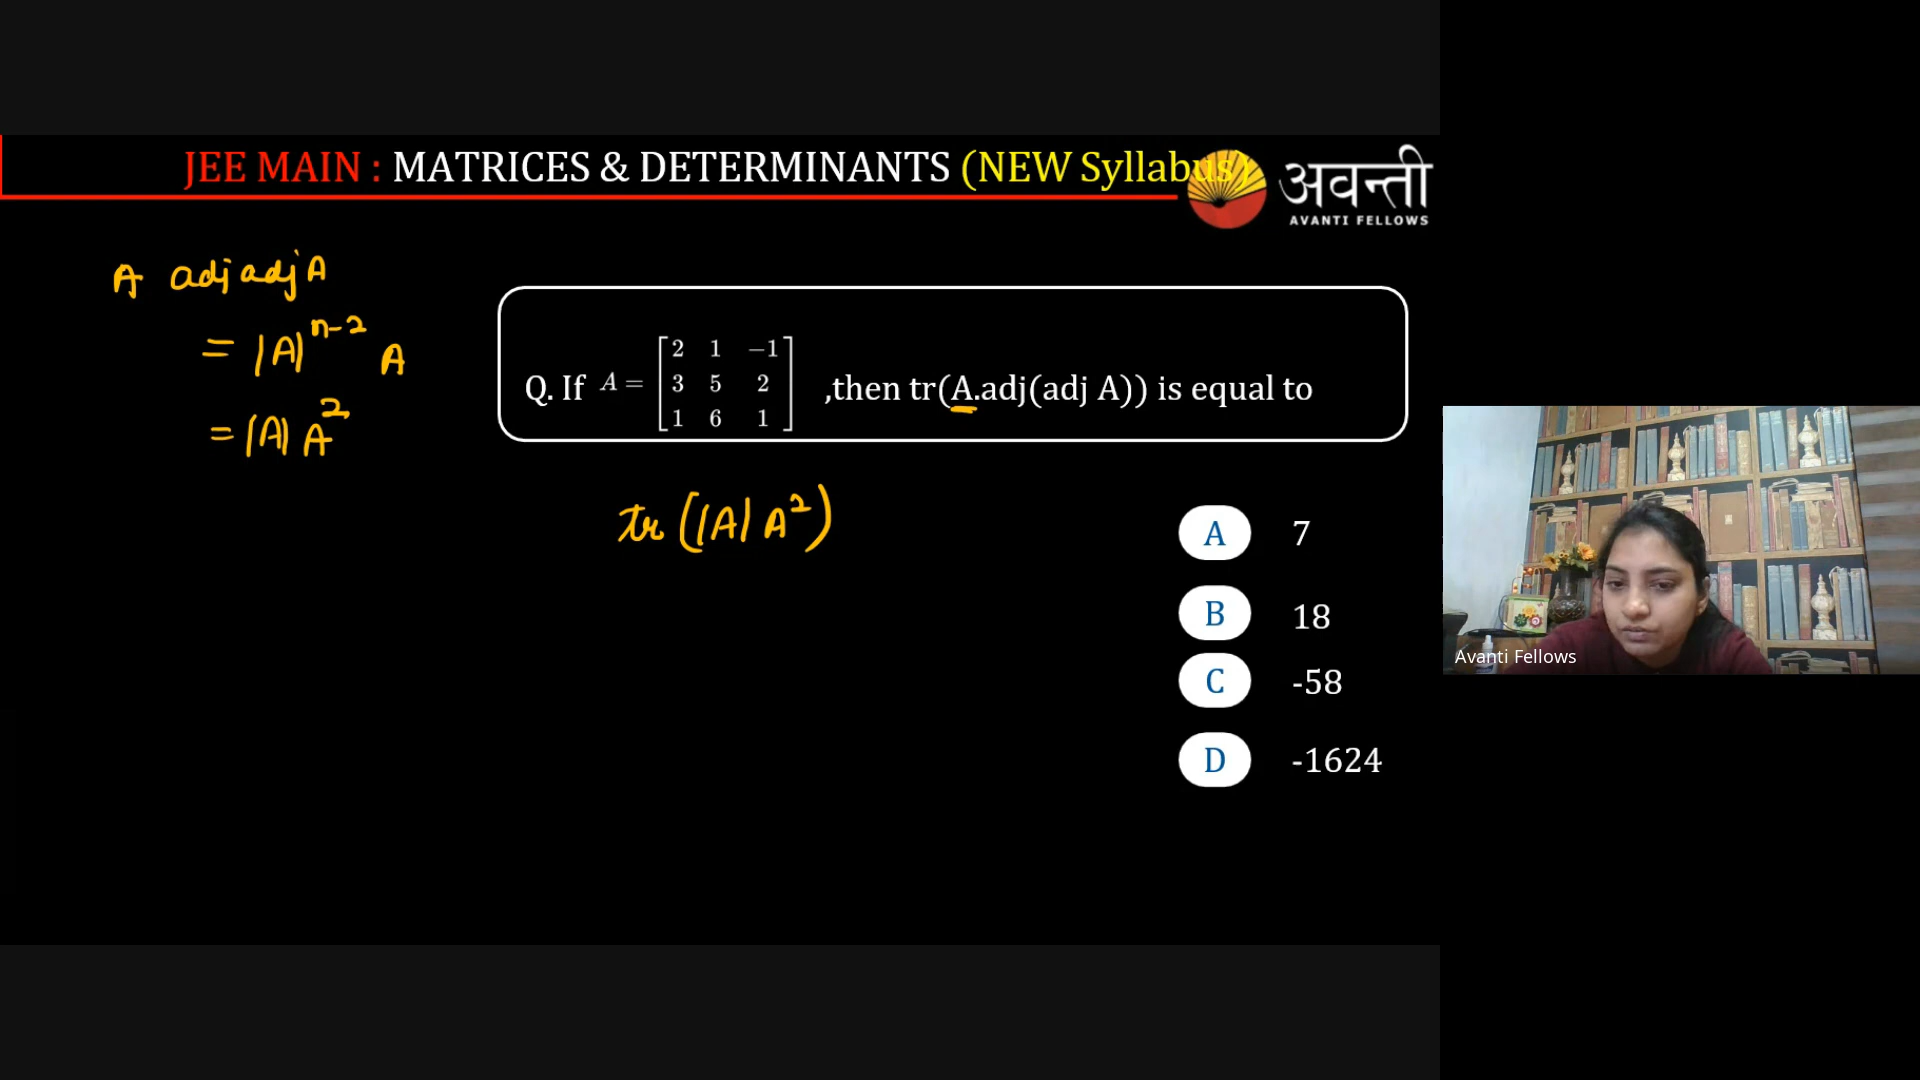 JEE MAIN : MATRICES & DETERMINANTS (NEW Syllabus)
अवन्ती
AVANTI FELLOWS
A adj adj A
= |A|^{n-2} A
= |A| A^2
Q. If A = [2 1 −1; 3 5 2; 1 6 1] ,then tr(A.adj(adj A)) is equal to
tr (|A| A^2)
A 7
B 18
C -58
D -1624
Avanti Fellows